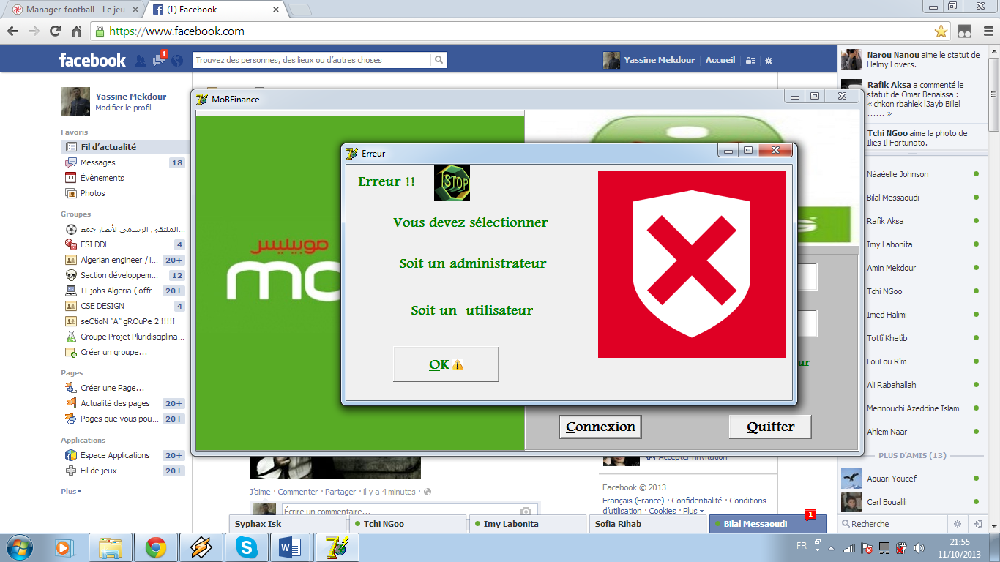 Manager-football - Le jeu
(1) Facebook
https://www.facebook.com
facebook
1
Trouvez des personnes, des lieux ou d'autres choses
Yassine Mekdour
Accueil
Yassine Mekdour
Modifier le profil
Favoris
Fil d'actualité
Messages 18
11 Évènements
Photos
Groupes
الملتقى الرسمي لأنصار جمع...
ESI DDL 4
Algerian engineer / i... 20+
Section développem... 12
IT jobs Algeria ( offr... 20+
CSE DESIGN 4
seCtioN "A" gROuPe 2 !!!!!
Groupe Projet Pluridisciplina...
Créer un groupe...
Pages
Créer une Page...
Actualité des pages 20+
Pages que vous pou... 20+
Applications
Espace Applications 20+
Fil de jeux 20+
Plus
MoBFinance
موبيليس
mo
s
ur
Connexion
Quitter
Erreur
Erreur !!
STOP
Vous devez sélectionner
Soit un administrateur
Soit un utilisateur
OK
J'aime · Commenter · Partager · il y a 4 minutes ·
Écrire un commentaire...
Accepter l'invitation
Facebook © 2013
Français (France) · Confidentialité · Conditions
d'utilisation · Cookies · Plus
Narou Nanou aime le statut de
Helmy Lovers.
Rafik Aksa a commenté le
statut de Omar Benaissa :
« chkon rbahlek l3ayb Billel
...... »
Tchi NGoo aime la photo de
Ilies Il Fortunato.
Nàaéelle Johnson
Bilal Messaoudi
Rafik Aksa
Imy Labonita
Amin Mekdour
Tchi NGoo
Imed Halimi
Tottî Khetîb
LouLou R'm
Ali Rabahallah
Mennouchi Azeddine Islam
Ahlem Naar
PLUS D'AMIS (13)
Aouari Youcef
Carl Boualili
Recherche
Syphax Isk
Tchi NGoo
Imy Labonita
Sofia Rihab
Bilal Messaoudi
1
FR
21:55
11/10/2013